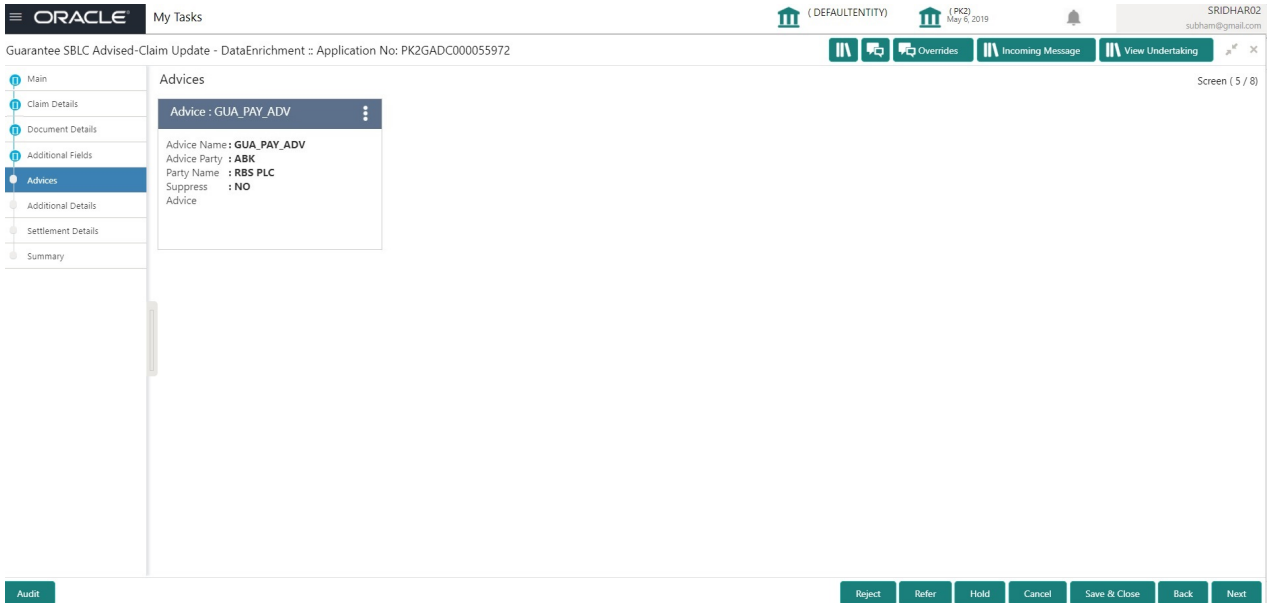 ORACLE
My Tasks
( DEFAULTENTITY)
( PK2)
May 6, 2019
SRIDHAR02
subham@gmail.com
Guarantee SBLC Advised-Claim Update - DataEnrichment :: Application No: PK2GADC000055972
Overrides
Incoming Message
View Undertaking
Main
Claim Details
Document Details
Additional Fields
Advices
Additional Details
Settlement Details
Summary
Advices
Screen ( 5 / 8)
Advice : GUA_PAY_ADV
Advice Name : GUA_PAY_ADV
Advice Party : ABK
Party Name : RBS PLC
Suppress : NO
Advice
Audit
Reject
Refer
Hold
Cancel
Save & Close
Back
Next